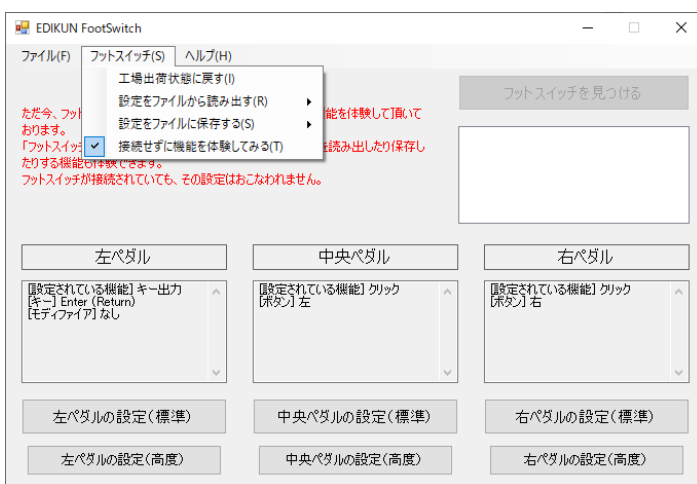 EDIKUN FootSwitch
ファイル(F) フットスイッチ(S) ヘルプ(H)
工場出荷状態に戻す(I)
設定をファイルから読み出す(R)
設定をファイルに保存する(S)
接続せずに機能を体験してみる(T)
フットスイッチを見つける
ただ今、フット
能を体験して頂いて
おります。
「フットスイッチ
読み出したり保存し
たりする機能も体験できます。
フットスイッチが接続されていても、その設定はおこなわれません。
左ペダル 中央ペダル 右ペダル
[設定されている機能] キー出力
[キー] Enter (Return)
[モディファイア] なし
[設定されている機能] クリック
[ボタン] 左
[設定されている機能] クリック
[ボタン] 右
左ペダルの設定(標準) 中央ペダルの設定(標準) 右ペダルの設定(標準)
左ペダルの設定(高度) 中央ペダルの設定(高度) 右ペダルの設定(高度)